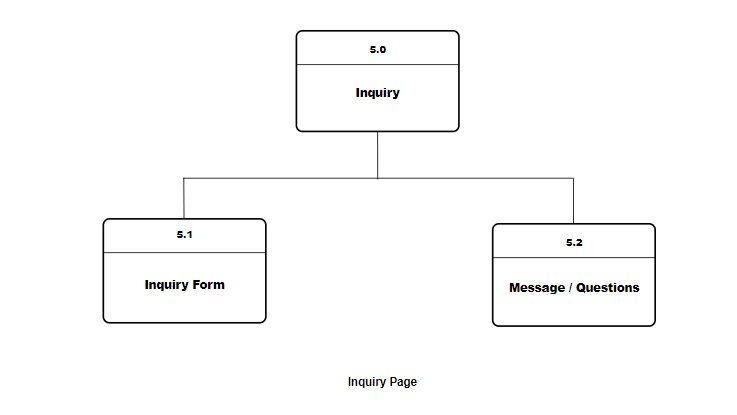 5.0
Inquiry
5.1
Inquiry Form
5.2
Message / Questions
Inquiry Page